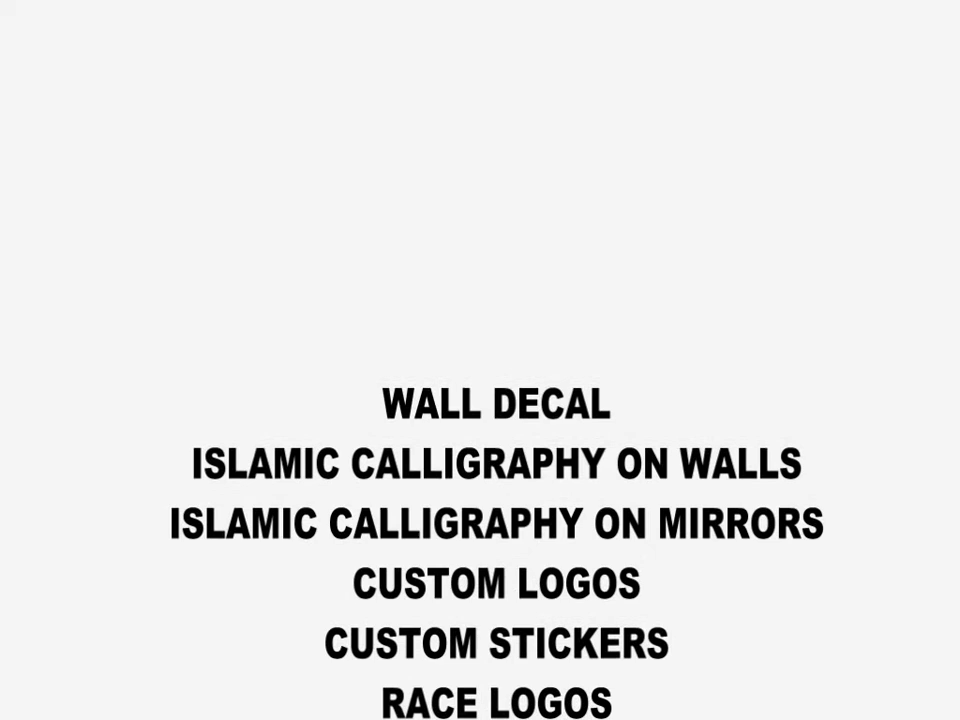 WALL DECAL
ISLAMIC CALLIGRAPHY ON WALLS
ISLAMIC CALLIGRAPHY ON MIRRORS
CUSTOM LOGOS
CUSTOM STICKERS
RACE LOGOS